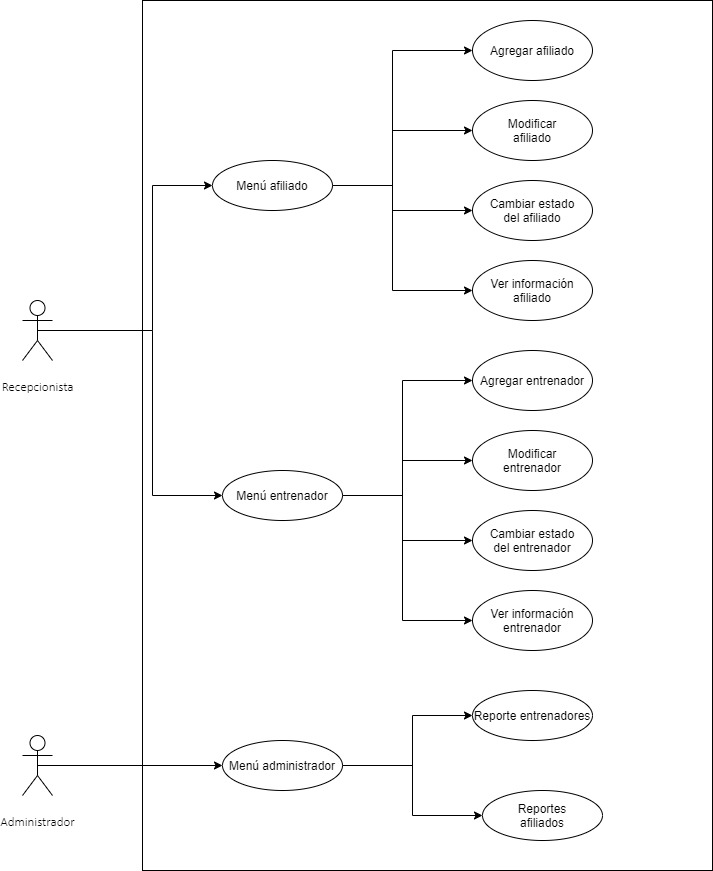 Agregar afiliado
Modificar
afiliado
Menú afiliado
Cambiar estado
del afiliado
Ver información
afiliado
Recepcionista
Agregar entrenador
Modificar
entrenador
Menú entrenador
Cambiar estado
del entrenador
Ver información
entrenador
Reporte entrenadores
Menú administrador
Reportes
afiliados
Administrador